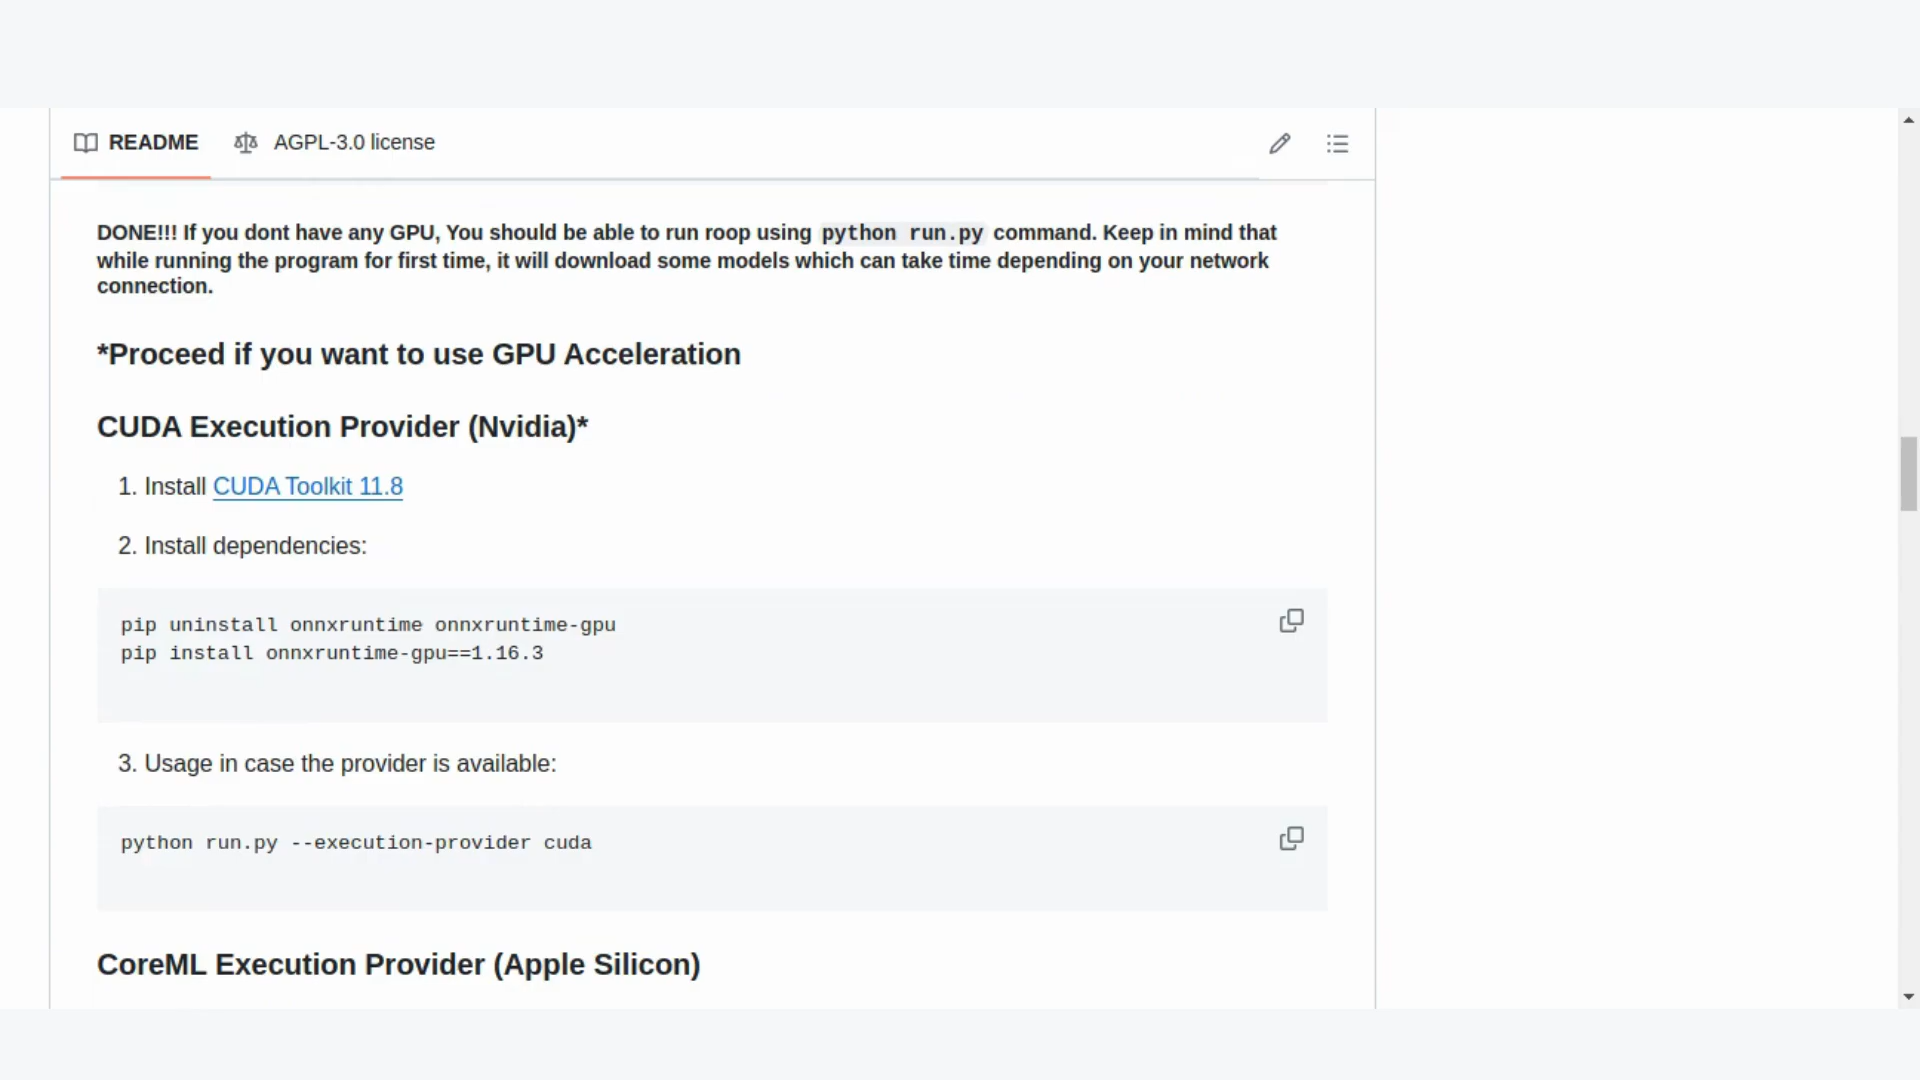 README AGPL-3.0 license
DONE!!! If you dont have any GPU, You should be able to run roop using python run.py command. Keep in mind that
while running the program for first time, it will download some models which can take time depending on your network
connection.
*Proceed if you want to use GPU Acceleration
CUDA Execution Provider (Nvidia)*
1. Install CUDA Toolkit 11.8
2. Install dependencies:
pip uninstall onnxruntime onnxruntime-gpu
pip install onnxruntime-gpu==1.16.3
3. Usage in case the provider is available:
python run.py --execution-provider cuda
CoreML Execution Provider (Apple Silicon)